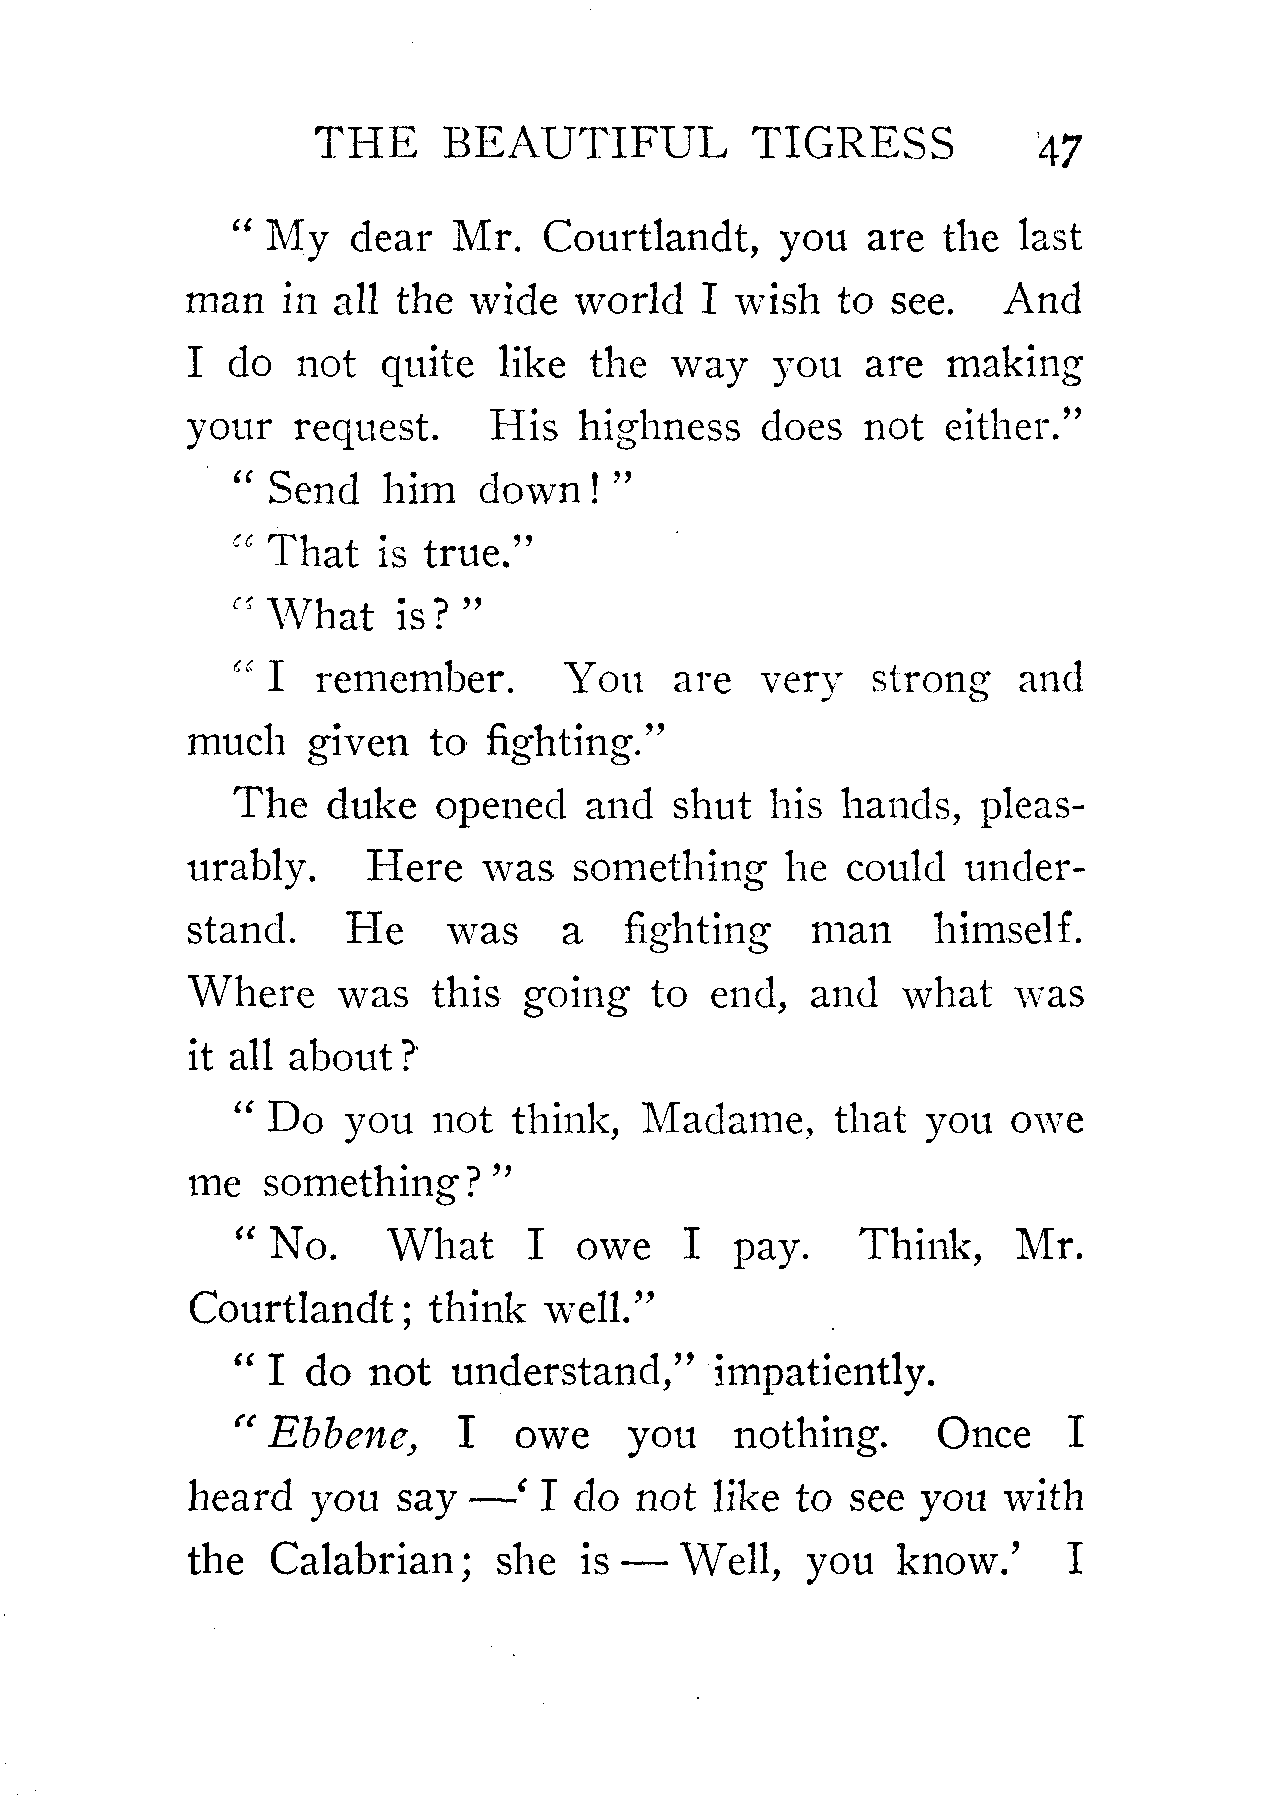 THE BEAUTIFUL TIGRESS 47
" My dear Mr. Courtlandt, you are the last
man in all the wide world I wish to see. And
I do not quite like the way you are making
your request. His highness does not either."
" Send him down! "
" That is true."
" What is? "
" I remember. You are very strong and
much given to fighting."
The duke opened and shut his hands, pleas-
urably. Here was something he could under-
stand. He was a fighting man himself.
Where was this going to end, and what was
it all about?
" Do you not think, Madame, that you owe
me something? "
" No. What I owe I pay. Think, Mr.
Courtlandt; think well."
" I do not understand," impatiently.
" Ebbene, I owe you nothing. Once I
heard you say —' I do not like to see you with
the Calabrian; she is — Well, you know.' I